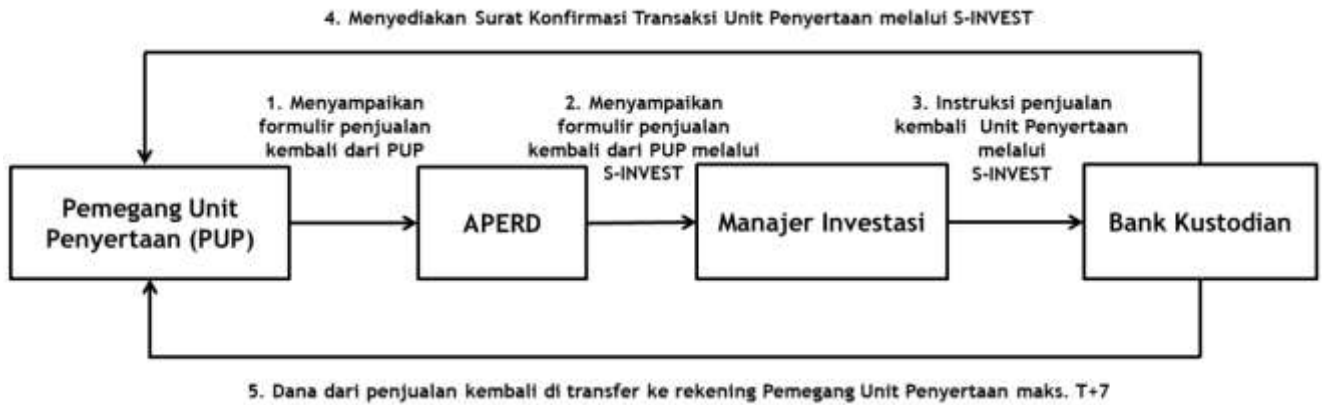 4. Menyediakan Surat Konfirmasi Transaksi Unit Penyertaan melalui S-INVEST
1. Menyampaikan
formulir penjualan
kembali dari PUP
2. Menyampaikan
formulir penjualan
kembali dari PUP melalui
S-INVEST
3. Instruksi penjualan
kembali Unit Penyertaan
melalui
S-INVEST
Pemegang Unit
Penyertaan (PUP)
APERD
Manajer Investasi
Bank Kustodian
5. Dana dari penjualan kembali di transfer ke rekening Pemegang Unit Penyertaan maks. T+7